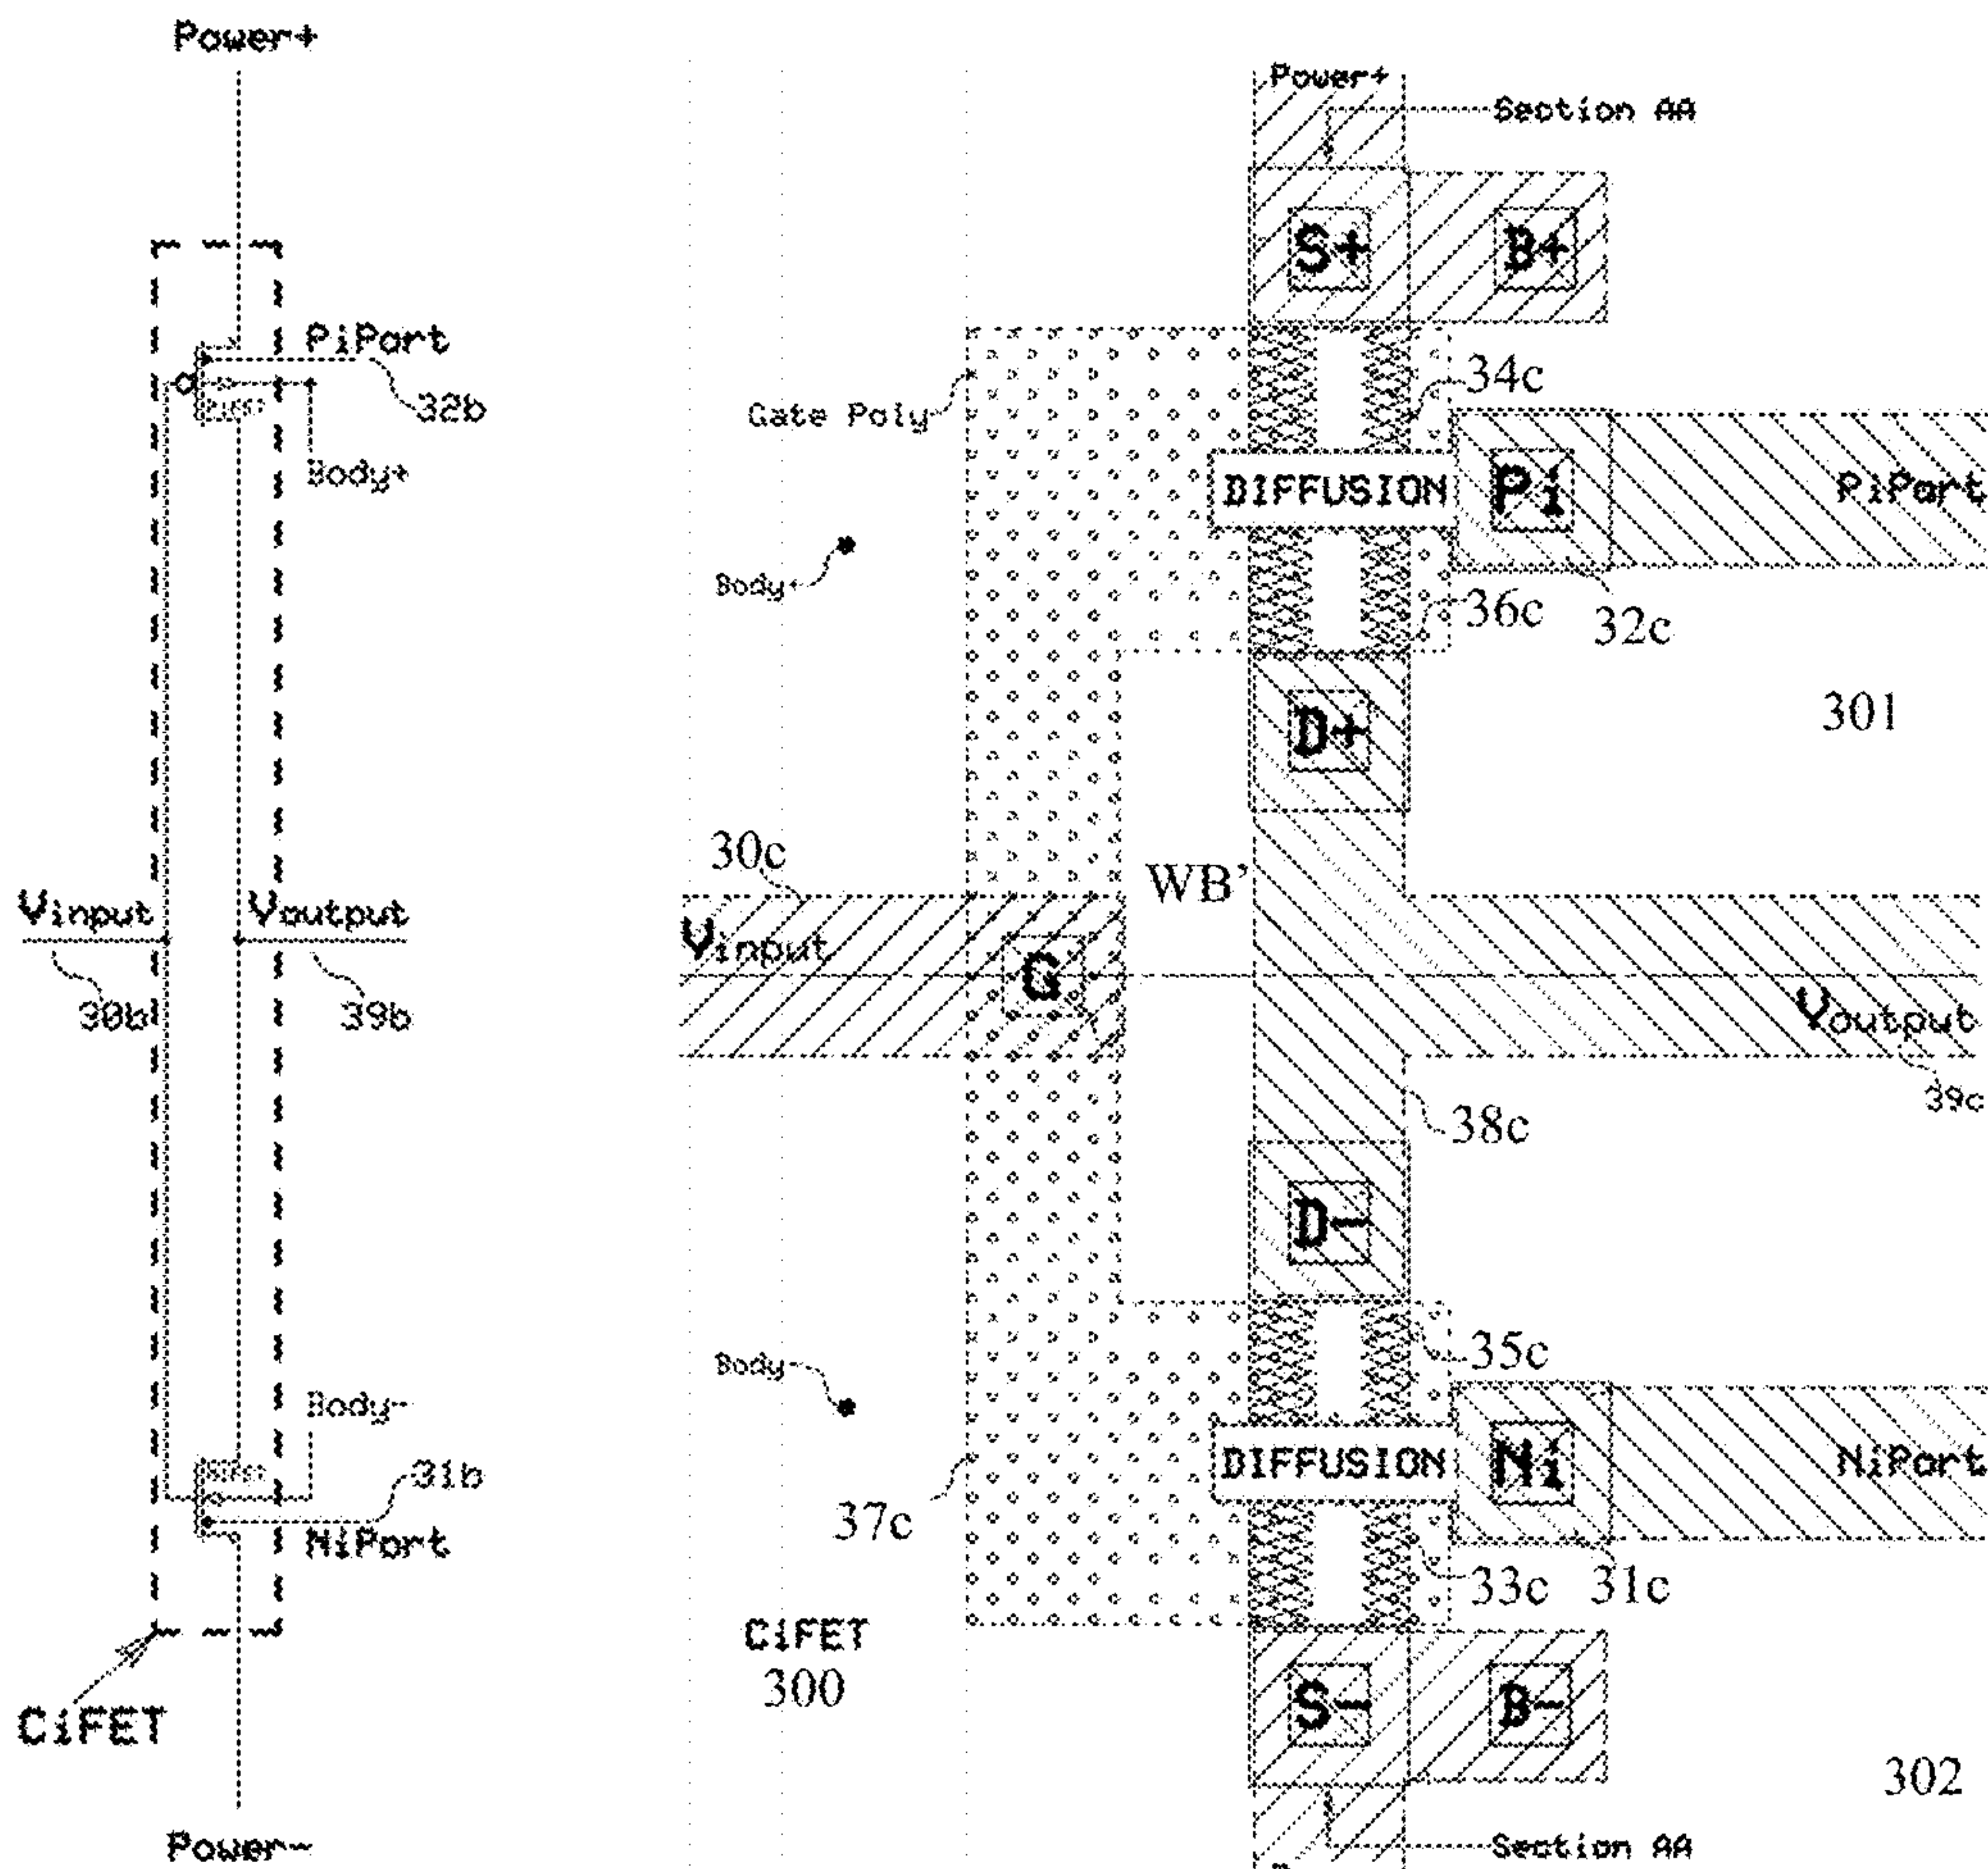 Power+
PiPort
32b
Body+
Vinput
Voutput
30b
39b
Body-
31b
NiPort
CiFET
Power-
Power+
Section AA
S+
B+
34c
Gate Poly
DIFFUSION
Pi
PiPort
Body+
36c
32c
D+
301
30c
WB'
Vinput
G
Voutput
39c
38c
D-
35c
Body-
DIFFUSION
Ni
NiPort
37c
33c
31c
CiFET
300
S-
B-
302
Section AA